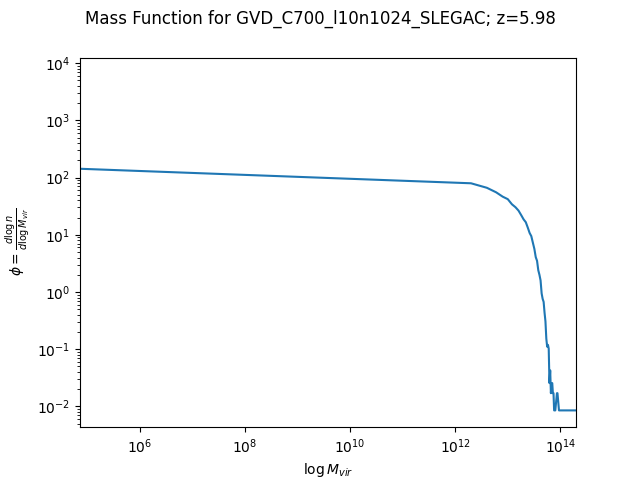 Mass Function for GVD_C700_l10n1024_SLEGAC; z=5.98
10^4
10^3
10^2
10^1
10^0
10^-1
10^-2
ϕ = d log n / d log M_vir
10^6 10^8 10^10 10^12 10^14
log M_vir